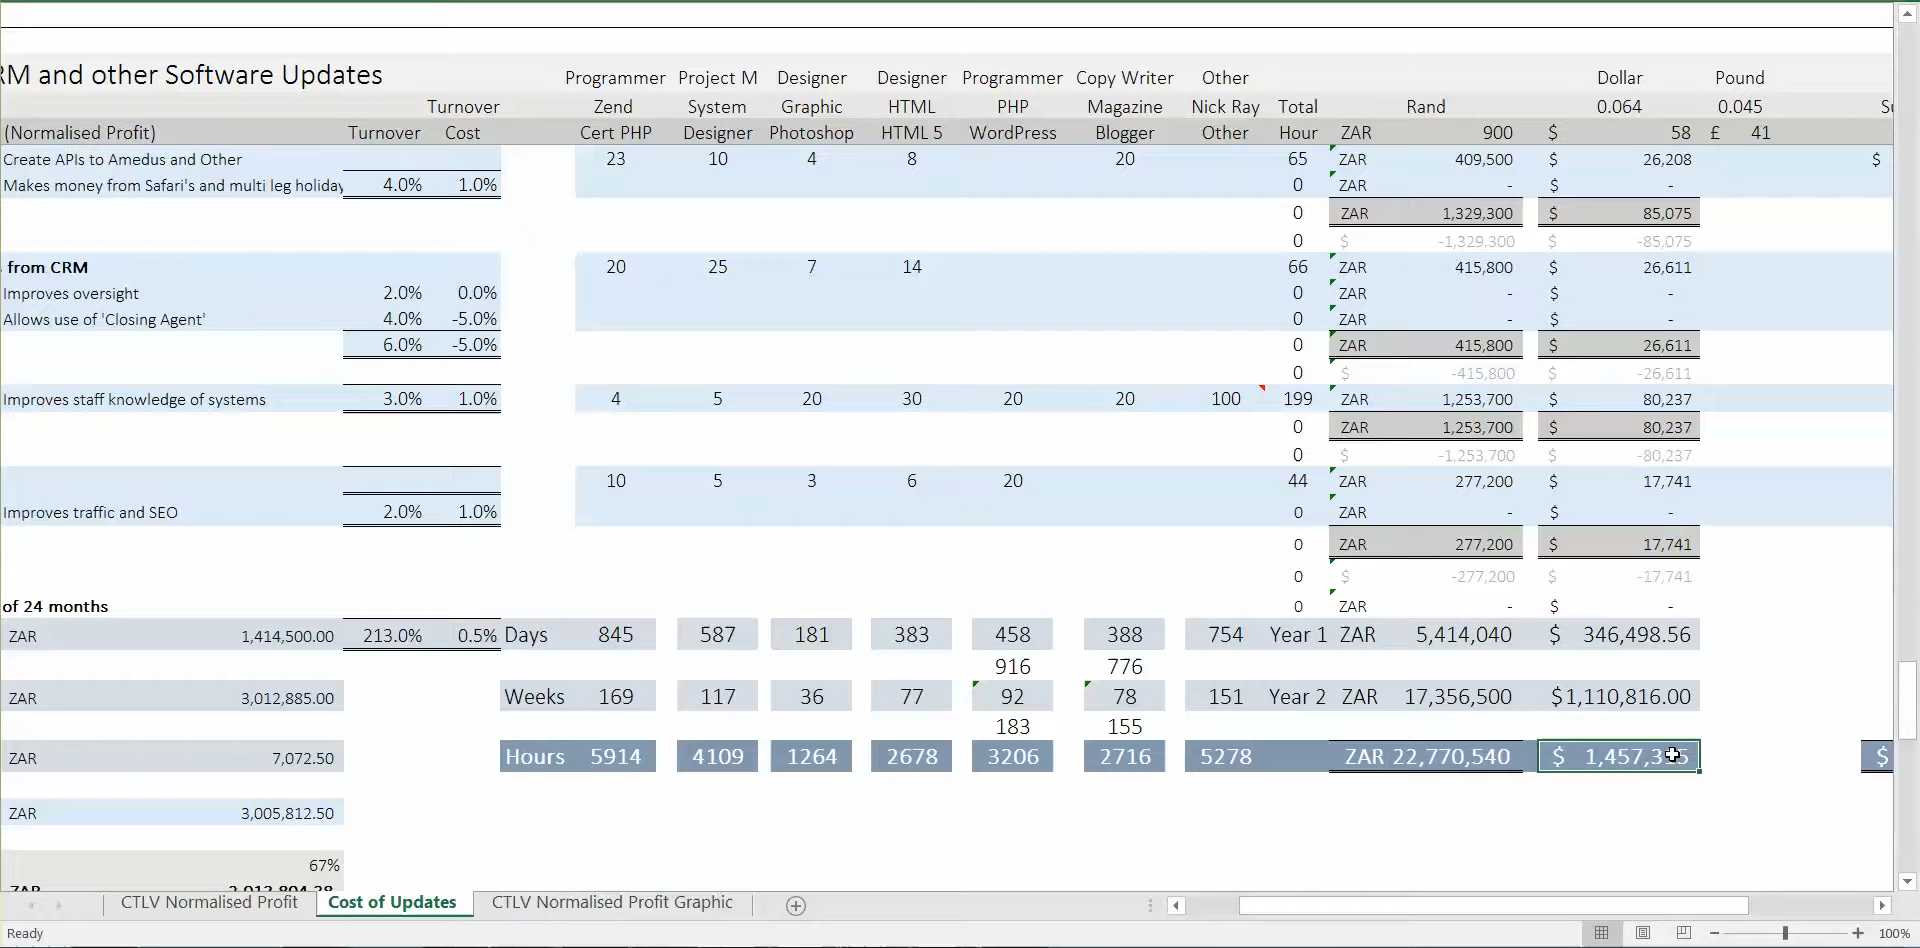 RM and other Software Updates Programmer Project M Designer Designer Programmer Copy Writer Other Dollar Pound
Turnover Zend System Graphic HTML PHP Magazine Nick Ray Total Rand 0.064 0.045 Su
(Normalised Profit) Turnover Cost Cert PHP Designer Photoshop HTML 5 WordPress Blogger Other Hour ZAR 900 $ 58 £ 41
Create APIs to Amedus and Other 23 10 4 8 20 65 ZAR 409,500 $ 26,208 $
Makes money from Safari's and multi leg holiday 4.0% 1.0% 0 ZAR - $ -
0 ZAR 1,329,300 $ 85,075
0 $ -1,329,300 $ -85,075
from CRM 20 25 7 14 66 ZAR 415,800 $ 26,611
Improves oversight 2.0% 0.0% 0 ZAR - $ -
Allows use of 'Closing Agent' 4.0% -5.0% 0 ZAR - $ -
6.0% -5.0% 0 ZAR 415,800 $ 26,611
0 $ -415,800 $ -26,611
Improves staff knowledge of systems 3.0% 1.0% 4 5 20 30 20 20 100 199 ZAR 1,253,700 $ 80,237
0 ZAR 1,253,700 $ 80,237
0 $ -1,253,700 $ -80,237
10 5 3 6 20 44 ZAR 277,200 $ 17,741
Improves traffic and SEO 2.0% 1.0% 0 ZAR - $ -
0 ZAR 277,200 $ 17,741
0 $ -277,200 $ -17,741
of 24 months 0 ZAR - $ -
ZAR 1,414,500.00 213.0% 0.5% Days 845 587 181 383 458 388 754 Year 1 ZAR 5,414,040 $ 346,498.56
916 776
ZAR 3,012,885.00 Weeks 169 117 36 77 92 78 151 Year 2 ZAR 17,356,500 $1,110,816.00
183 155
ZAR 7,072.50 Hours 5914 4109 1264 2678 3206 2716 5278 ZAR 22,770,540 $ $
ZAR 3,005,812.50
67%
CTLV Normalised Profit Cost of Updates CTLV Normalised Profit Graphic
Ready 100%